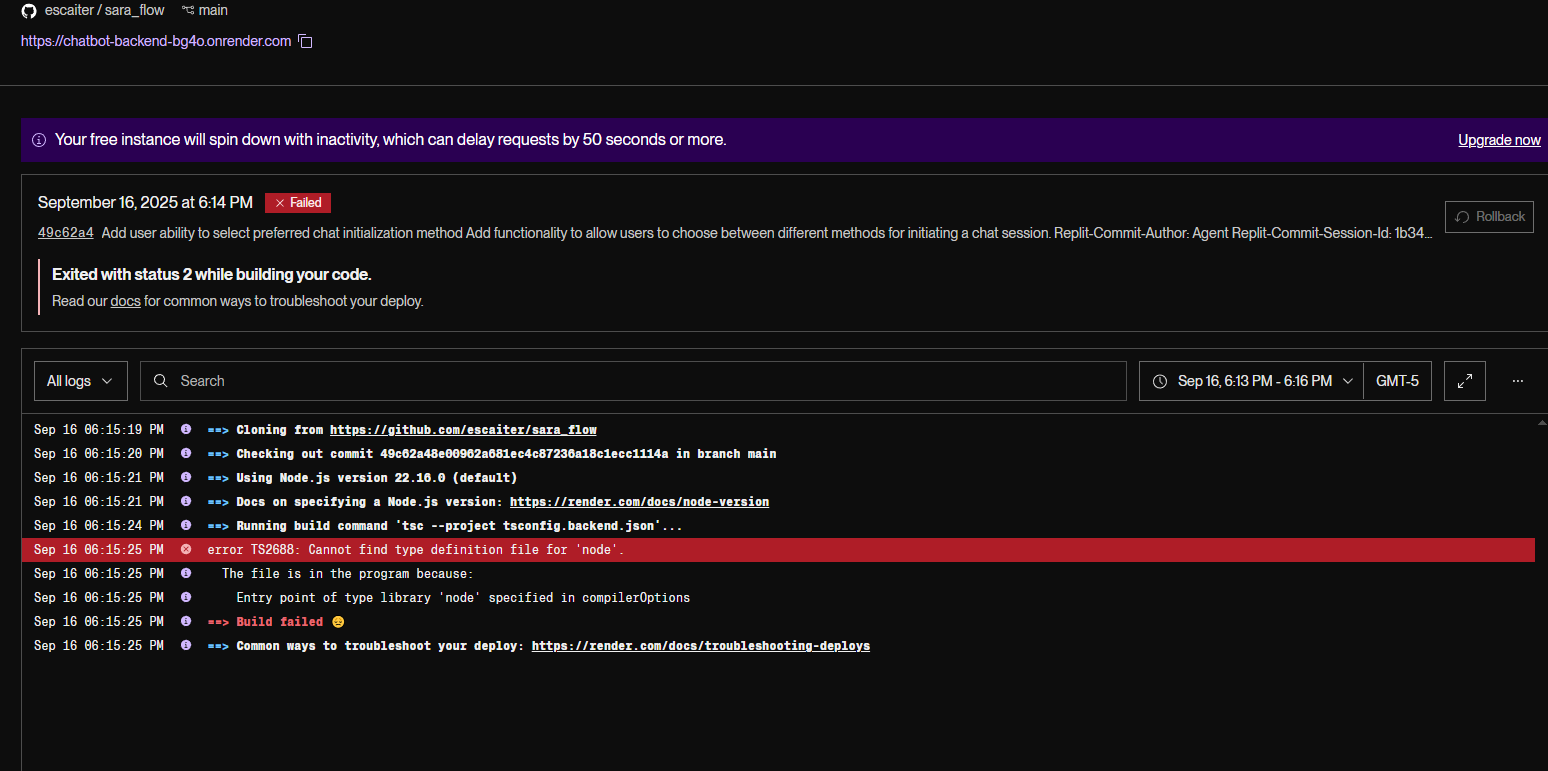 escaiter / sara_flow main
https://chatbot-backend-bg4o.onrender.com
Your free instance will spin down with inactivity, which can delay requests by 50 seconds or more. Upgrade now
September 16, 2025 at 6:14 PM Failed
Rollback
49c62a4 Add user ability to select preferred chat initialization method Add functionality to allow users to choose between different methods for initiating a chat session. Replit-Commit-Author: Agent Replit-Commit-Session-Id: 1b34...
Exited with status 2 while building your code.
Read our docs for common ways to troubleshoot your deploy.
All logs Search Sep 16, 6:13 PM - 6:16 PM GMT-5 ...
Sep 16 06:15:19 PM ==> Cloning from https://github.com/escaiter/sara_flow
Sep 16 06:15:20 PM ==> Checking out commit 49c62a48e00962a681ec4c87236a18c1ecc1114a in branch main
Sep 16 06:15:21 PM ==> Using Node.js version 22.16.0 (default)
Sep 16 06:15:21 PM ==> Docs on specifying a Node.js version: https://render.com/docs/node-version
Sep 16 06:15:24 PM ==> Running build command 'tsc --project tsconfig.backend.json'...
Sep 16 06:15:25 PM error TS2688: Cannot find type definition file for 'node'.
Sep 16 06:15:25 PM The file is in the program because:
Sep 16 06:15:25 PM Entry point of type library 'node' specified in compilerOptions
Sep 16 06:15:25 PM ==> Build failed 😞
Sep 16 06:15:25 PM ==> Common ways to troubleshoot your deploy: https://render.com/docs/troubleshooting-deploys